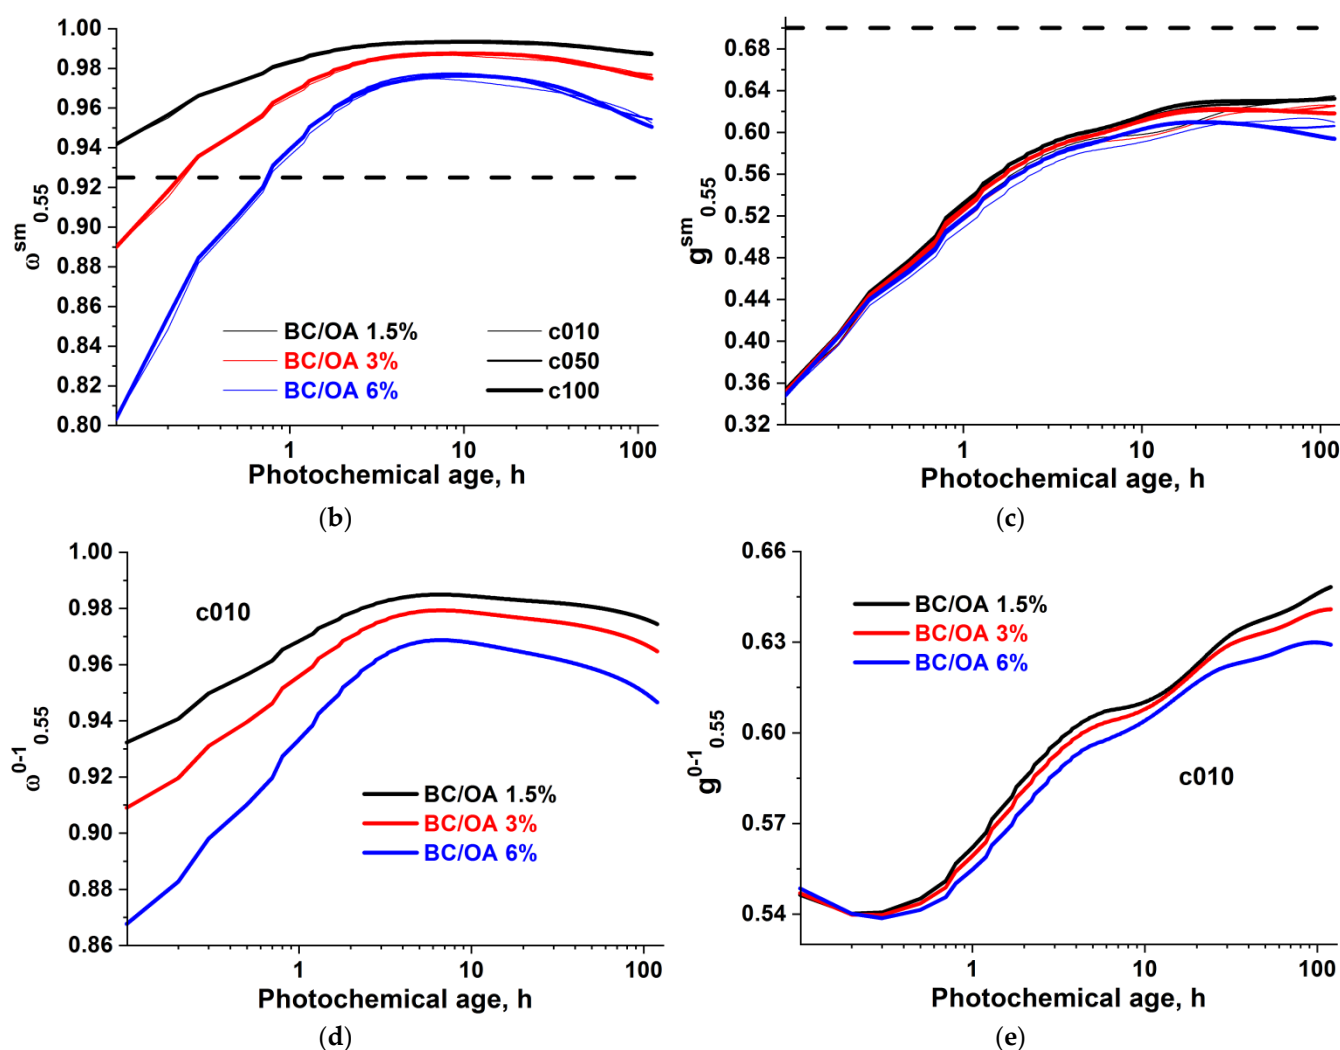 1.00
0.98
0.96
0.94
0.92
0.90
0.88
0.86
0.84
0.82
0.80
ω^sm_0.55
BC/OA 1.5%
BC/OA 3%
BC/OA 6%
c010
c050
c100
1 10 100
Photochemical age, h
(b)
0.68
0.64
0.60
0.56
0.52
0.48
0.44
0.40
0.36
0.32
g^sm_0.55
1 10 100
Photochemical age, h
(c)
1.00
0.98
0.96
0.94
0.92
0.90
0.88
0.86
ω^0-1_0.55
c010
BC/OA 1.5%
BC/OA 3%
BC/OA 6%
1 10 100
Photochemical age, h
(d)
0.66
0.63
0.60
0.57
0.54
g^0-1_0.55
BC/OA 1.5%
BC/OA 3%
BC/OA 6%
c010
1 10 100
Photochemical age, h
(e)